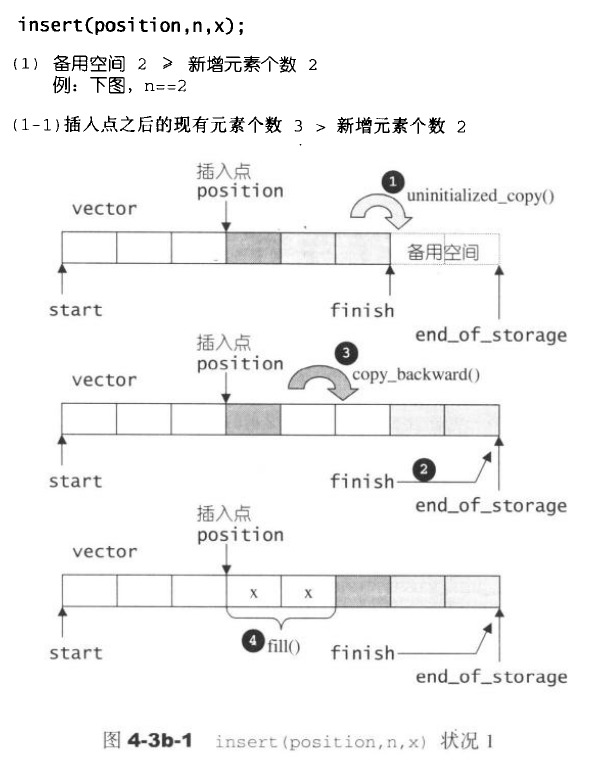 insert(position,n,x);
(1) 备用空间 2 ≥ 新增元素个数 2
例：下图，n==2
(1-1)插入点之后的现有元素个数 3 > 新增元素个数 2
插入点
position
1
uninitialized_copy()
vector
备用空间
start
finish
end_of_storage
插入点
position
3
copy_backward()
vector
start
finish
2
end_of_storage
插入点
position
vector
x
x
4
fill()
start
finish
end_of_storage
图 4-3b-1 insert(position,n,x) 状况 1